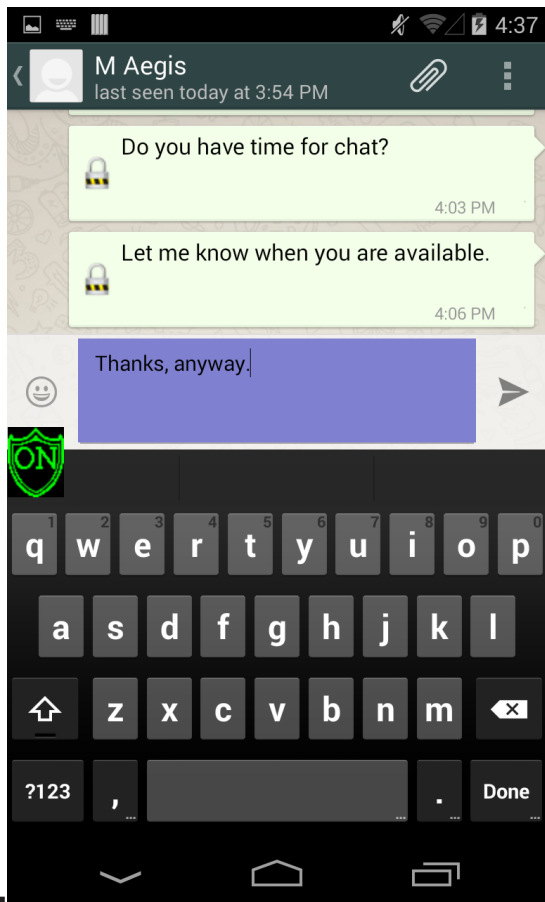 4:37
M Aegis
last seen today at 3:54 PM
Do you have time for chat?
4:03 PM
Let me know when you are available.
4:06 PM
Thanks, anyway.
ON
1 2 3 4 5 6 7 8 9 0
q w e r t y u i o p
a s d f g h j k l
z x c v b n m
?123 , ... ... . ... Done ...